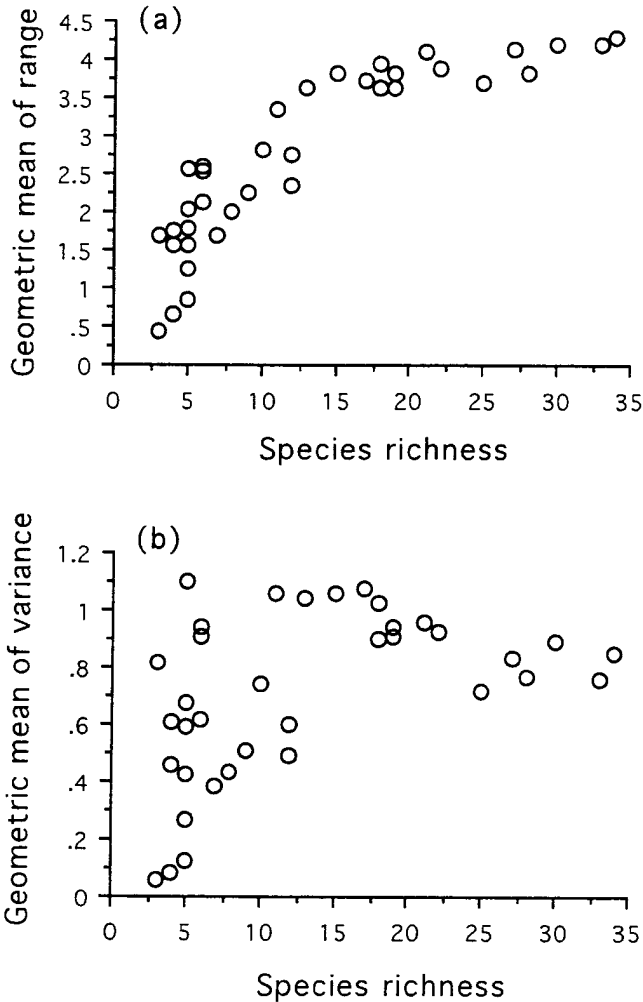 (a)
Geometric mean of range
4.5
4
3.5
3
2.5
2
1.5
1
.5
0
0 5 10 15 20 25 30 35
Species richness
(b)
Geometric mean of variance
1.2
1
.8
.6
.4
.2
0
0 5 10 15 20 25 30 35
Species richness